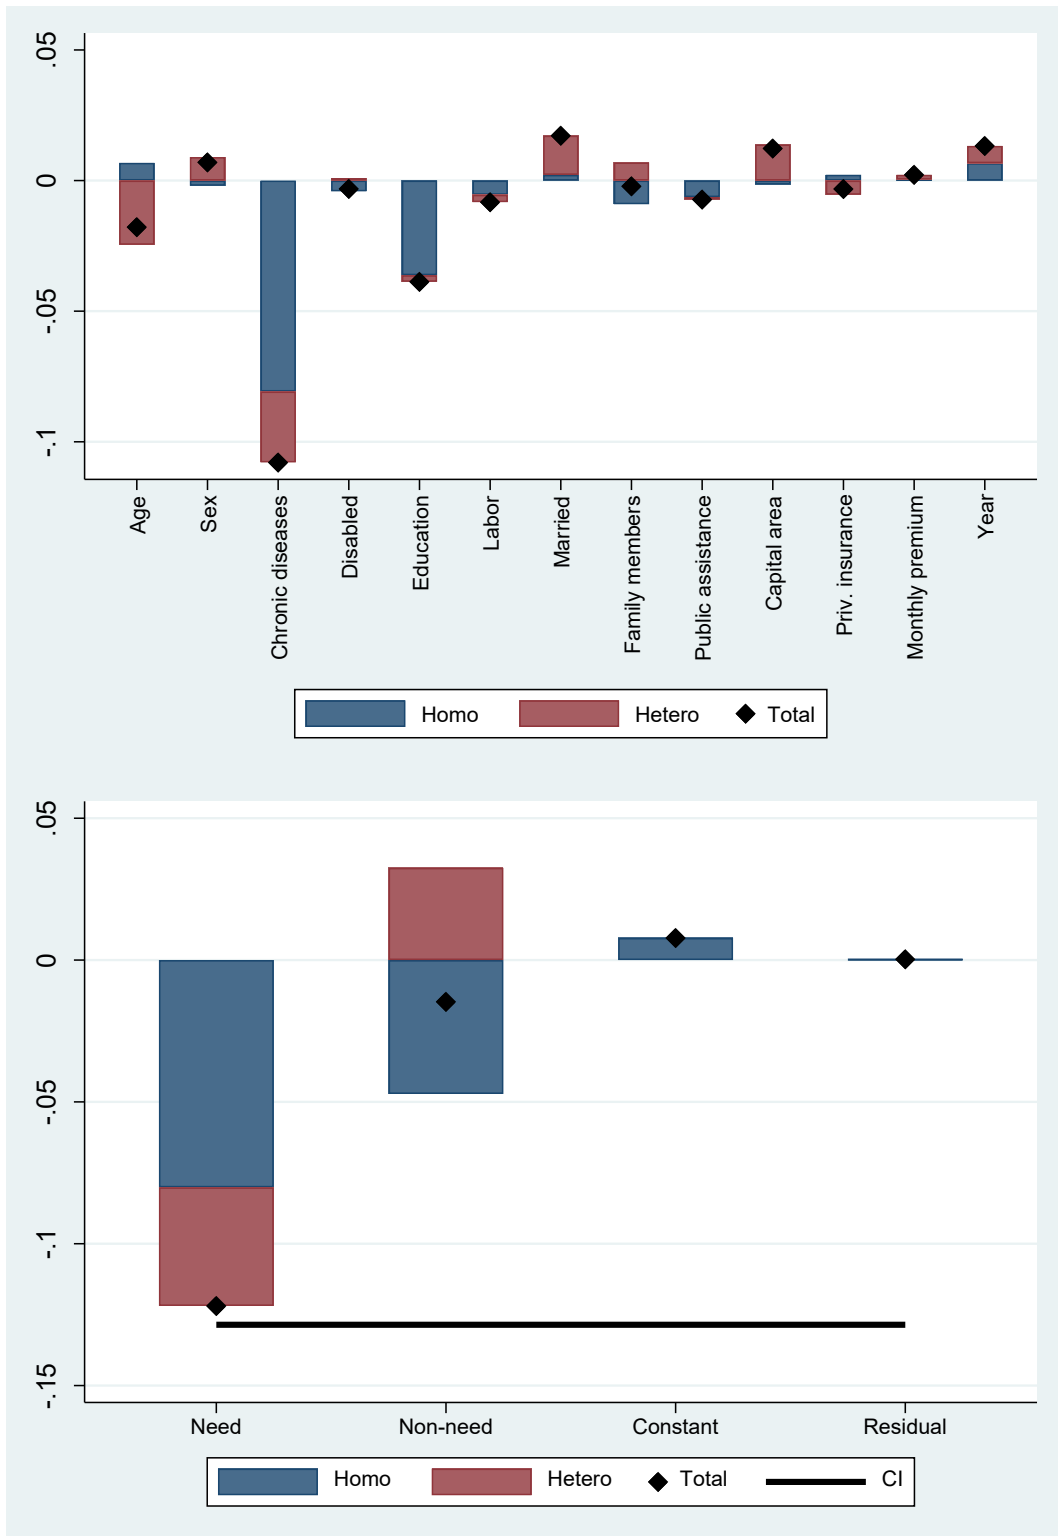 .05
0
-.05
-.1
Age
Sex
Chronic diseases
Disabled
Education
Labor
Married
Family members
Public assistance
Capital area
Priv. insurance
Monthly premium
Year
Homo Hetero Total
.05
0
-.05
-.1
-.15
Need Non-need Constant Residual
Homo Hetero Total CI